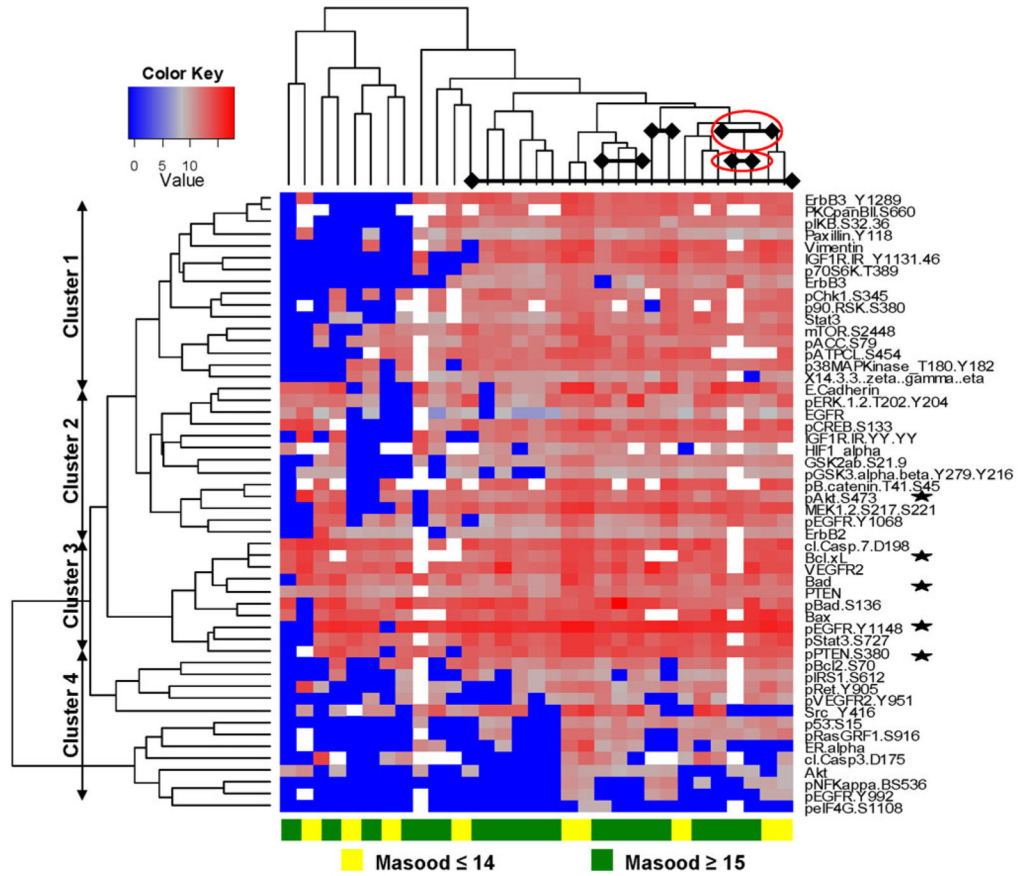 Color Key
0 5 10
Value
Cluster 1
Cluster 2
Cluster 3
Cluster 4
ErbB3_Y1289
PKCpanBII.S660
pIKB.S32.36
Paxillin.Y118
Vimentin
IGF1R.IR_Y1131.46
p70S6K.T389
ErbB3
pChk1.S345
p90.RSK.S380
Stat3
mTOR.S2448
pACC.S79
pATPCL.S454
p38MAPKinase_T180.Y182
X14.3.3..zeta..gamma..eta
E.Cadherin
pERK.1.2.T202.Y204
EGFR
pCREB.S133
IGF1R.IR.YY.YY
HIF1_alpha
GSK2ab.S21.9
pGSK3.alpha.beta.Y279.Y216
pB.catenin.T41.S45
pAkt.S473
MEK1.2.S217.S221
pEGFR.Y1068
ErbB2
cl.Casp.7.D198
Bcl.xL
VEGFR2
Bad
PTEN
pBad.S136
Bax
pEGFR.Y1148
pStat3.S727
pPTEN.S380
pBcl2.S70
pIRS1.S612
pRet.Y905
pVEGFR2.Y951
Src_Y416
p53.S15
pRasGRF1.S916
ER.alpha
cl.Casp3.D175
Akt
pNFKappa.BS536
pEGFR.Y992
peIF4G.S1108
Masood ≤ 14
Masood ≥ 15